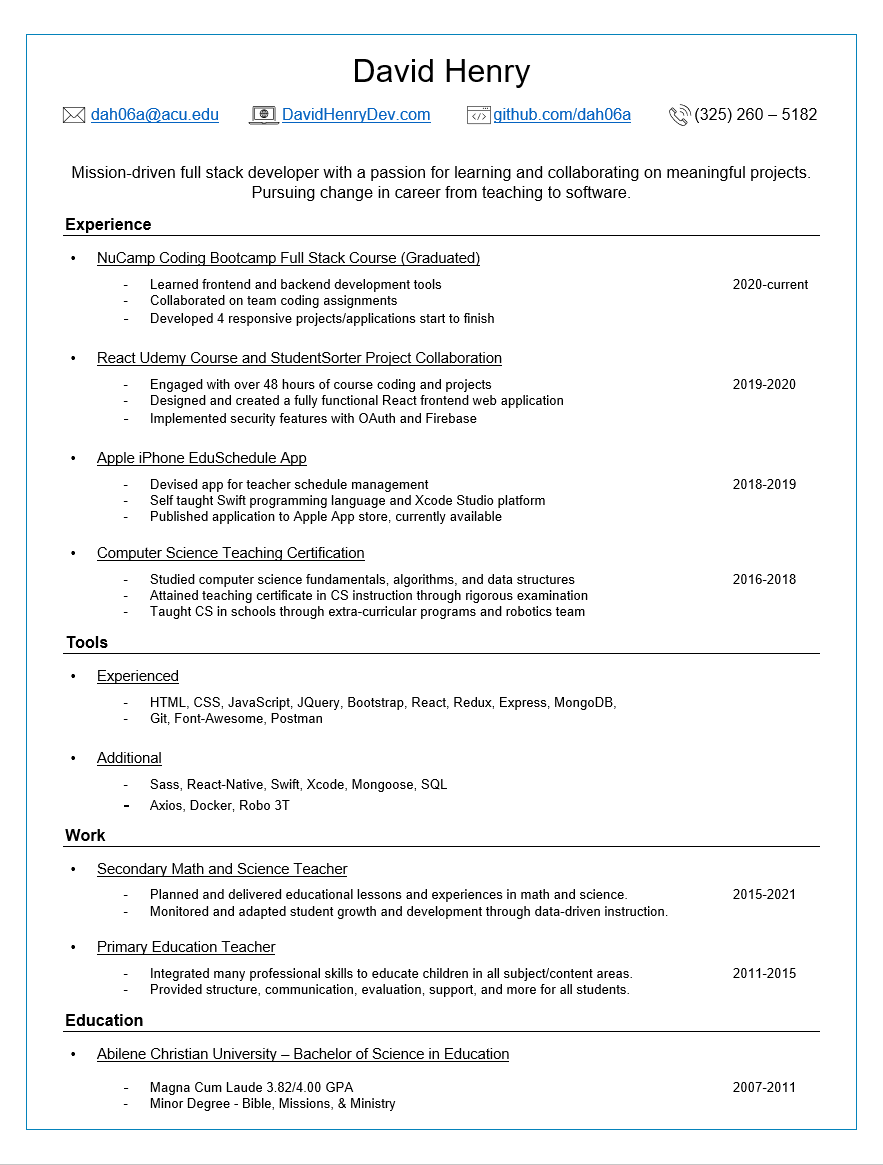 David Henry
dah06a@acu.edu DavidHenryDev.com github.com/dah06a (325) 260 – 5182
Mission-driven full stack developer with a passion for learning and collaborating on meaningful projects.
Pursuing change in career from teaching to software.
Experience
• NuCamp Coding Bootcamp Full Stack Course (Graduated)
- Learned frontend and backend development tools 2020-current
- Collaborated on team coding assignments
- Developed 4 responsive projects/applications start to finish
• React Udemy Course and StudentSorter Project Collaboration
- Engaged with over 48 hours of course coding and projects 2019-2020
- Designed and created a fully functional React frontend web application
- Implemented security features with OAuth and Firebase
• Apple iPhone EduSchedule App
- Devised app for teacher schedule management 2018-2019
- Self taught Swift programming language and Xcode Studio platform
- Published application to Apple App store, currently available
• Computer Science Teaching Certification
- Studied computer science fundamentals, algorithms, and data structures 2016-2018
- Attained teaching certificate in CS instruction through rigorous examination
- Taught CS in schools through extra-curricular programs and robotics team
Tools
• Experienced
- HTML, CSS, JavaScript, JQuery, Bootstrap, React, Redux, Express, MongoDB,
- Git, Font-Awesome, Postman
• Additional
- Sass, React-Native, Swift, Xcode, Mongoose, SQL
- Axios, Docker, Robo 3T
Work
• Secondary Math and Science Teacher
- Planned and delivered educational lessons and experiences in math and science. 2015-2021
- Monitored and adapted student growth and development through data-driven instruction.
• Primary Education Teacher
- Integrated many professional skills to educate children in all subject/content areas. 2011-2015
- Provided structure, communication, evaluation, support, and more for all students.
Education
• Abilene Christian University – Bachelor of Science in Education
- Magna Cum Laude 3.82/4.00 GPA 2007-2011
- Minor Degree - Bible, Missions, & Ministry